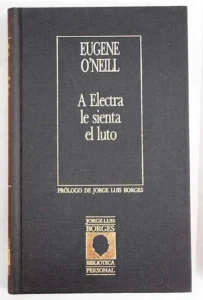 EUGENE
O'NEILL
A Electra
le sienta
el luto
PRÓLOGO DE JORGE LUIS BORGES
JORGE LUIS
BORGES
BIBLIOTECA
PERSONAL